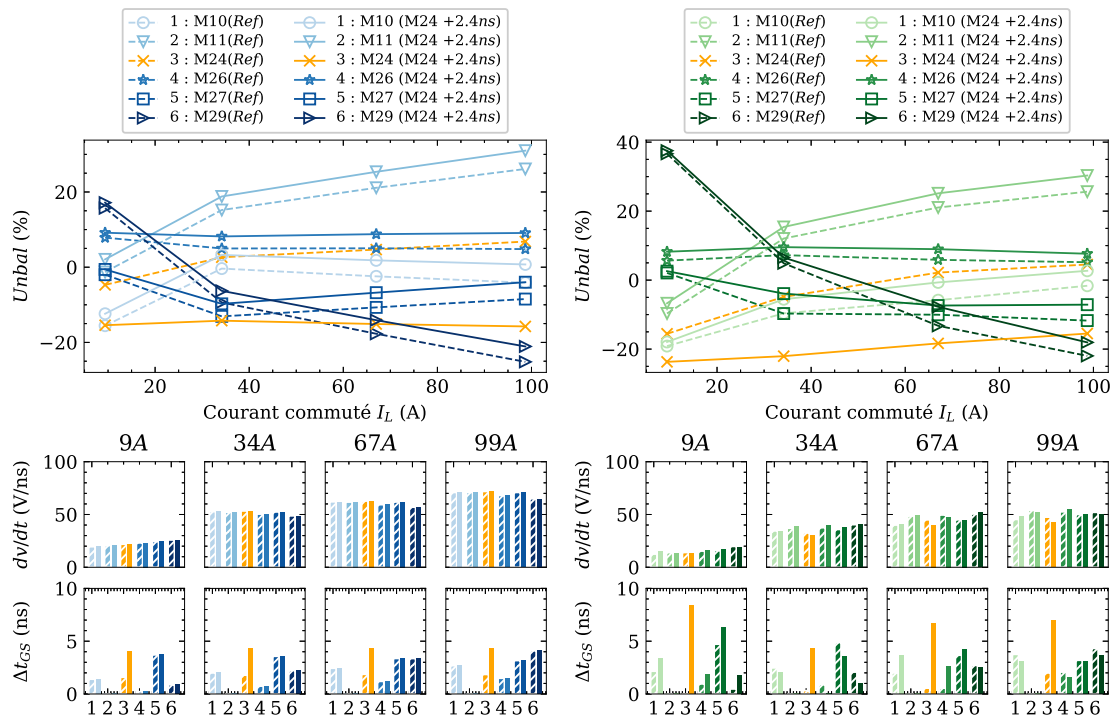 1 : M10(Ref) 1 : M10 (M24 +2.4ns)
2 : M11(Ref) 2 : M11 (M24 +2.4ns)
3 : M24(Ref) 3 : M24 (M24 +2.4ns)
4 : M26(Ref) 4 : M26 (M24 +2.4ns)
5 : M27(Ref) 5 : M27 (M24 +2.4ns)
6 : M29(Ref) 6 : M29 (M24 +2.4ns)
Unbal (%)
20
0
−20
20 40 60 80 100
Courant commuté I_L (A)
9A 34A 67A 99A
dv/dt (V/ns)
100
50
0
Δt_GS (ns)
10
5
0
1 2 3 4 5 6 1 2 3 4 5 6 1 2 3 4 5 6 1 2 3 4 5 6
1 : M10(Ref) 1 : M10 (M24 +2.4ns)
2 : M11(Ref) 2 : M11 (M24 +2.4ns)
3 : M24(Ref) 3 : M24 (M24 +2.4ns)
4 : M26(Ref) 4 : M26 (M24 +2.4ns)
5 : M27(Ref) 5 : M27 (M24 +2.4ns)
6 : M29(Ref) 6 : M29 (M24 +2.4ns)
Unbal (%)
40
20
0
−20
20 40 60 80 100
Courant commuté I_L (A)
9A 34A 67A 99A
dv/dt (V/ns)
100
50
0
Δt_GS (ns)
10
5
0
1 2 3 4 5 6 1 2 3 4 5 6 1 2 3 4 5 6 1 2 3 4 5 6